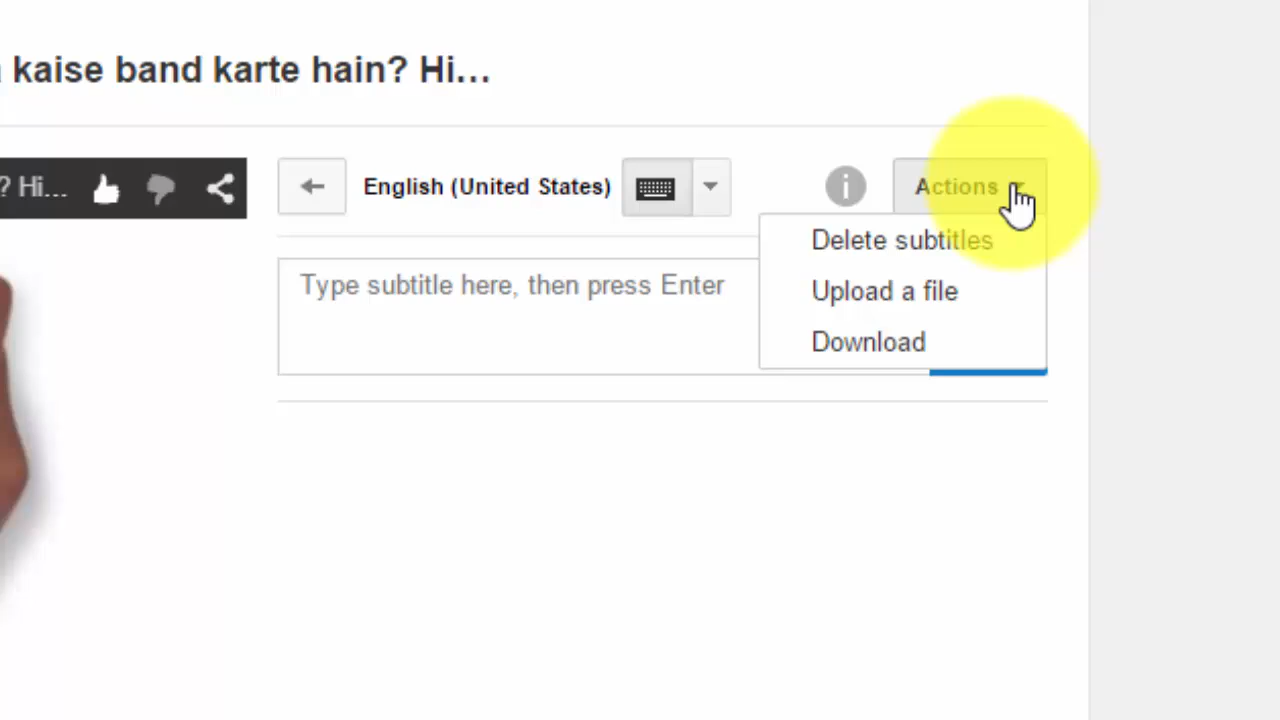 kaise band karte hain? Hi...
? Hi...
English (United States)
Actions
Delete subtitles
Type subtitle here, then press Enter
Upload a file
Download